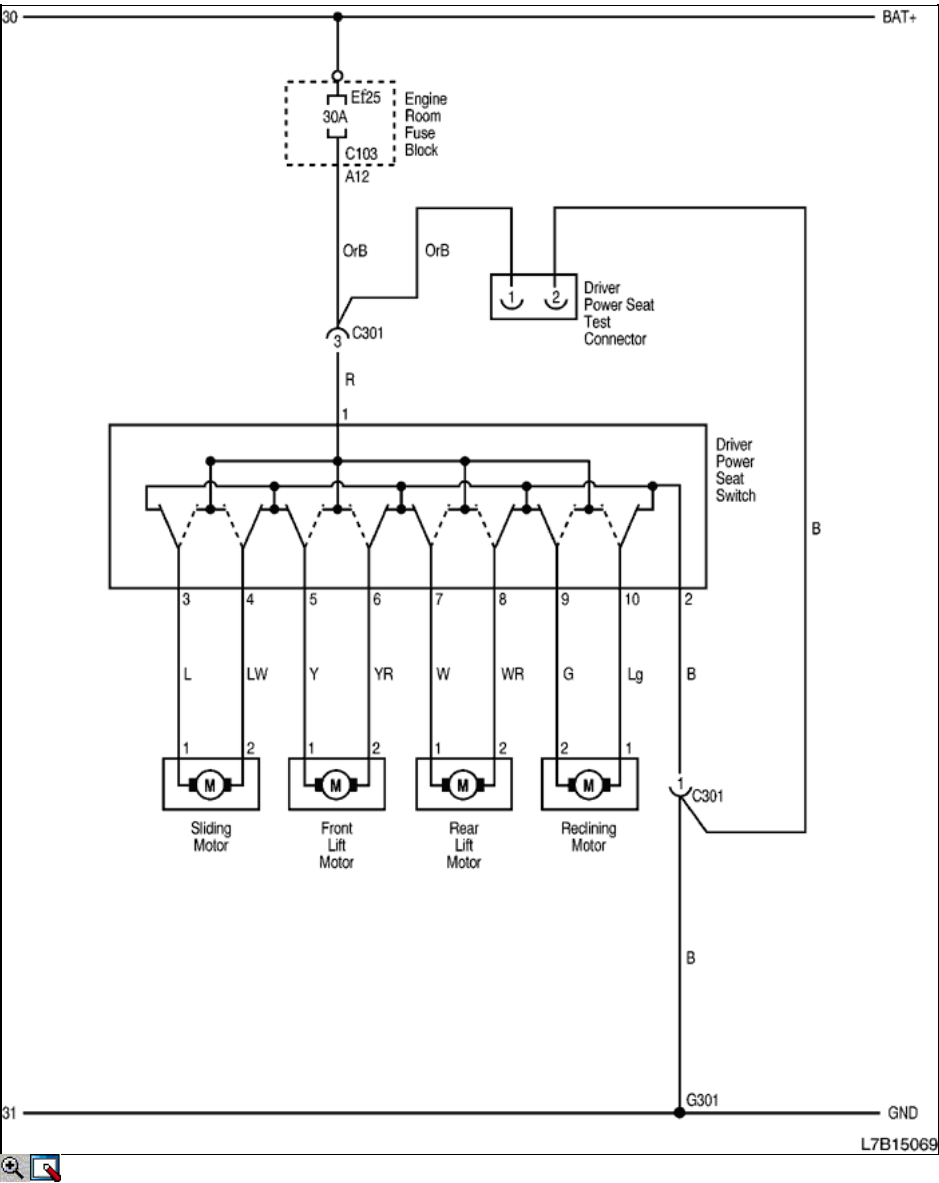 30
BAT+
Ef25
30A
Engine
Room
Fuse
Block
C103
A12
OrB
OrB
1
2
Driver
Power Seat
Test
Connector
3
C301
R
1
Driver
Power
Seat
Switch
B
3
4
5
6
7
8
9
10
2
L
LW
Y
YR
W
WR
G
Lg
B
1
2
1
2
1
2
2
1
M
M
M
M
1
C301
Sliding
Motor
Front
Lift
Motor
Rear
Lift
Motor
Reclining
Motor
B
G301
31
GND
L7B15069